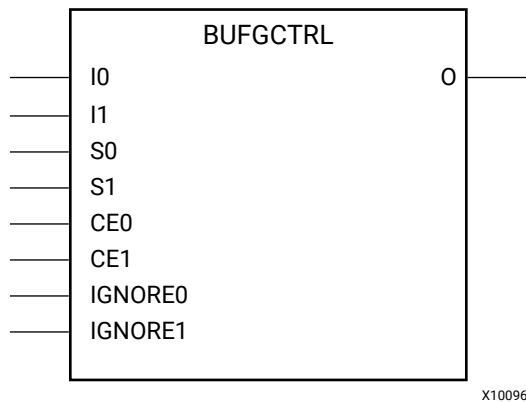 BUFGCTRL
I0 O
I1
S0
S1
CE0
CE1
IGNORE0
IGNORE1
X10096